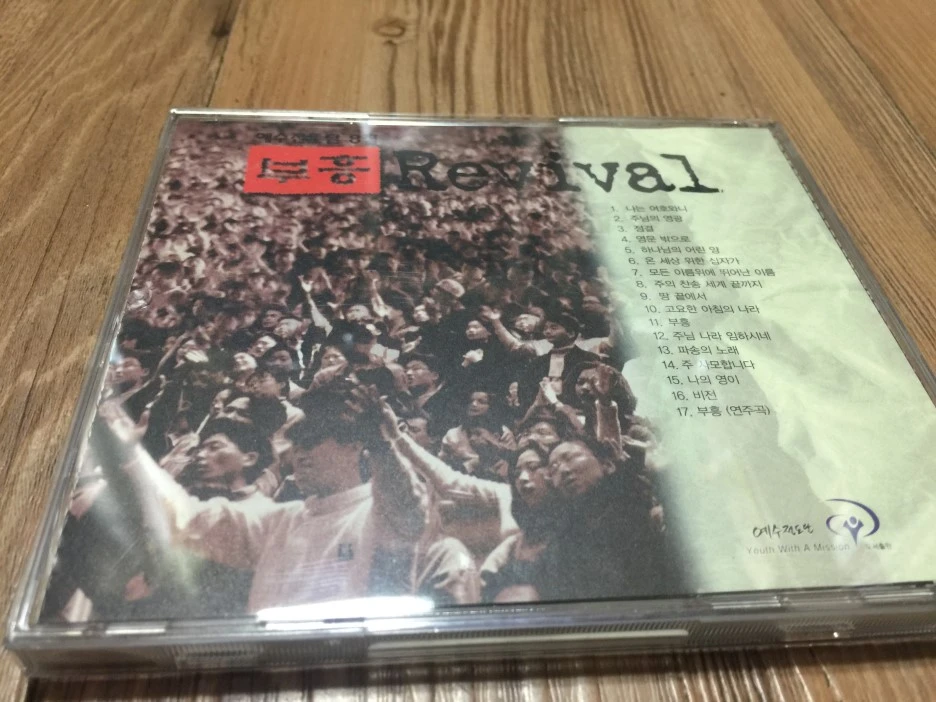 부흥 Revival
1. 나는 여호와니
2. 주님의 영광
3. 정결
4. 영문 밖으로
5. 하나님의 어린 양
6. 온 세상 위한 십자가
7. 모든 이름위에 뛰어난 이름
8. 주의 찬송 세계 끝까지
9. 땅 끝에서
10. 고요한 아침의 나라
11. 부흥
12. 주님 나라 임하시네
13. 파송의 노래
14. 주 사모합니다
15. 나의 영이
16. 비전
17. 부흥 (연주곡)
예수전도단
Youth With A Mission